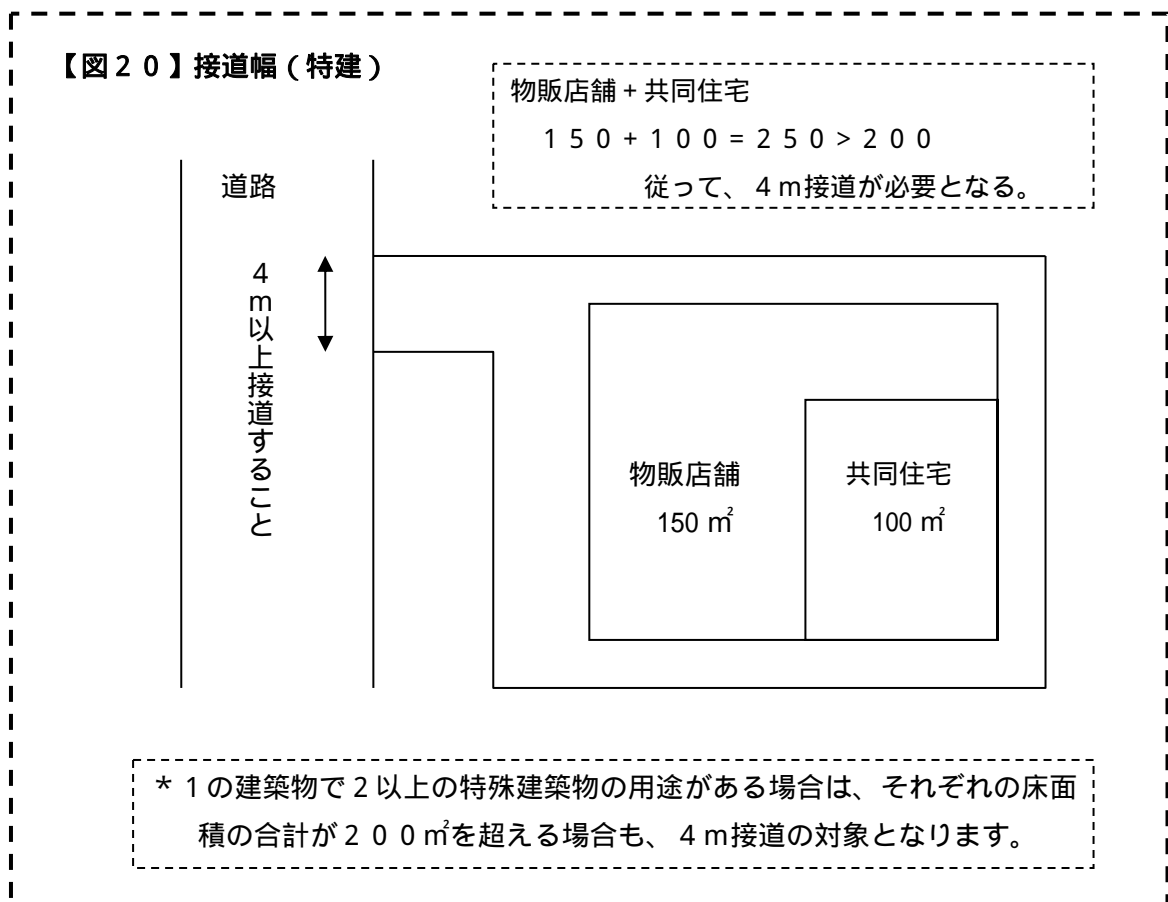 【図２０】接道幅（特建）
物販店舗＋共同住宅
１５０＋１００＝２５０＞２００
従って、４ｍ接道が必要となる。
道路
４ｍ以上接道すること
物販店舗
150 ㎡
共同住宅
100 ㎡
＊１の建築物で２以上の特殊建築物の用途がある場合は、それぞれの床面
積の合計が２００㎡を超える場合も、４ｍ接道の対象となります。